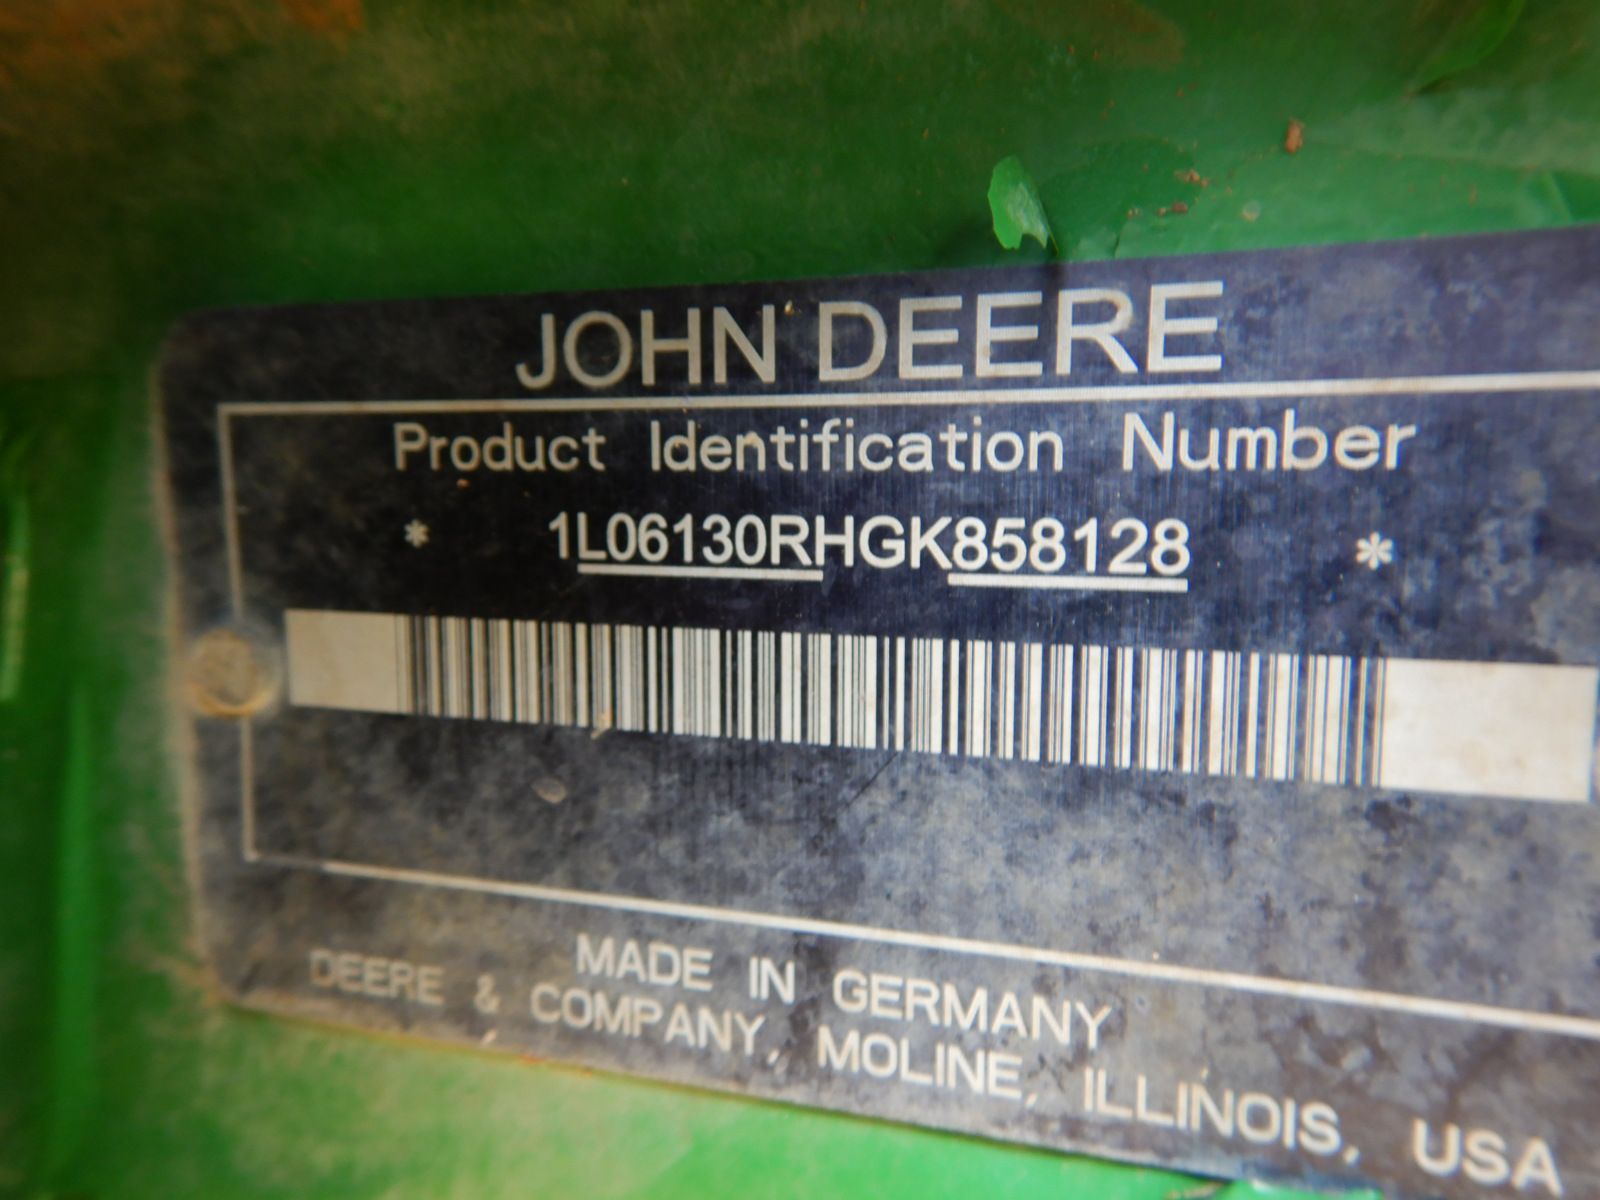 JOHN DEERE
Product Identification Number
* 1L06130RHGK858128 *
MADE IN GERMANY
DEERE & COMPANY, MOLINE, ILLINOIS, USA